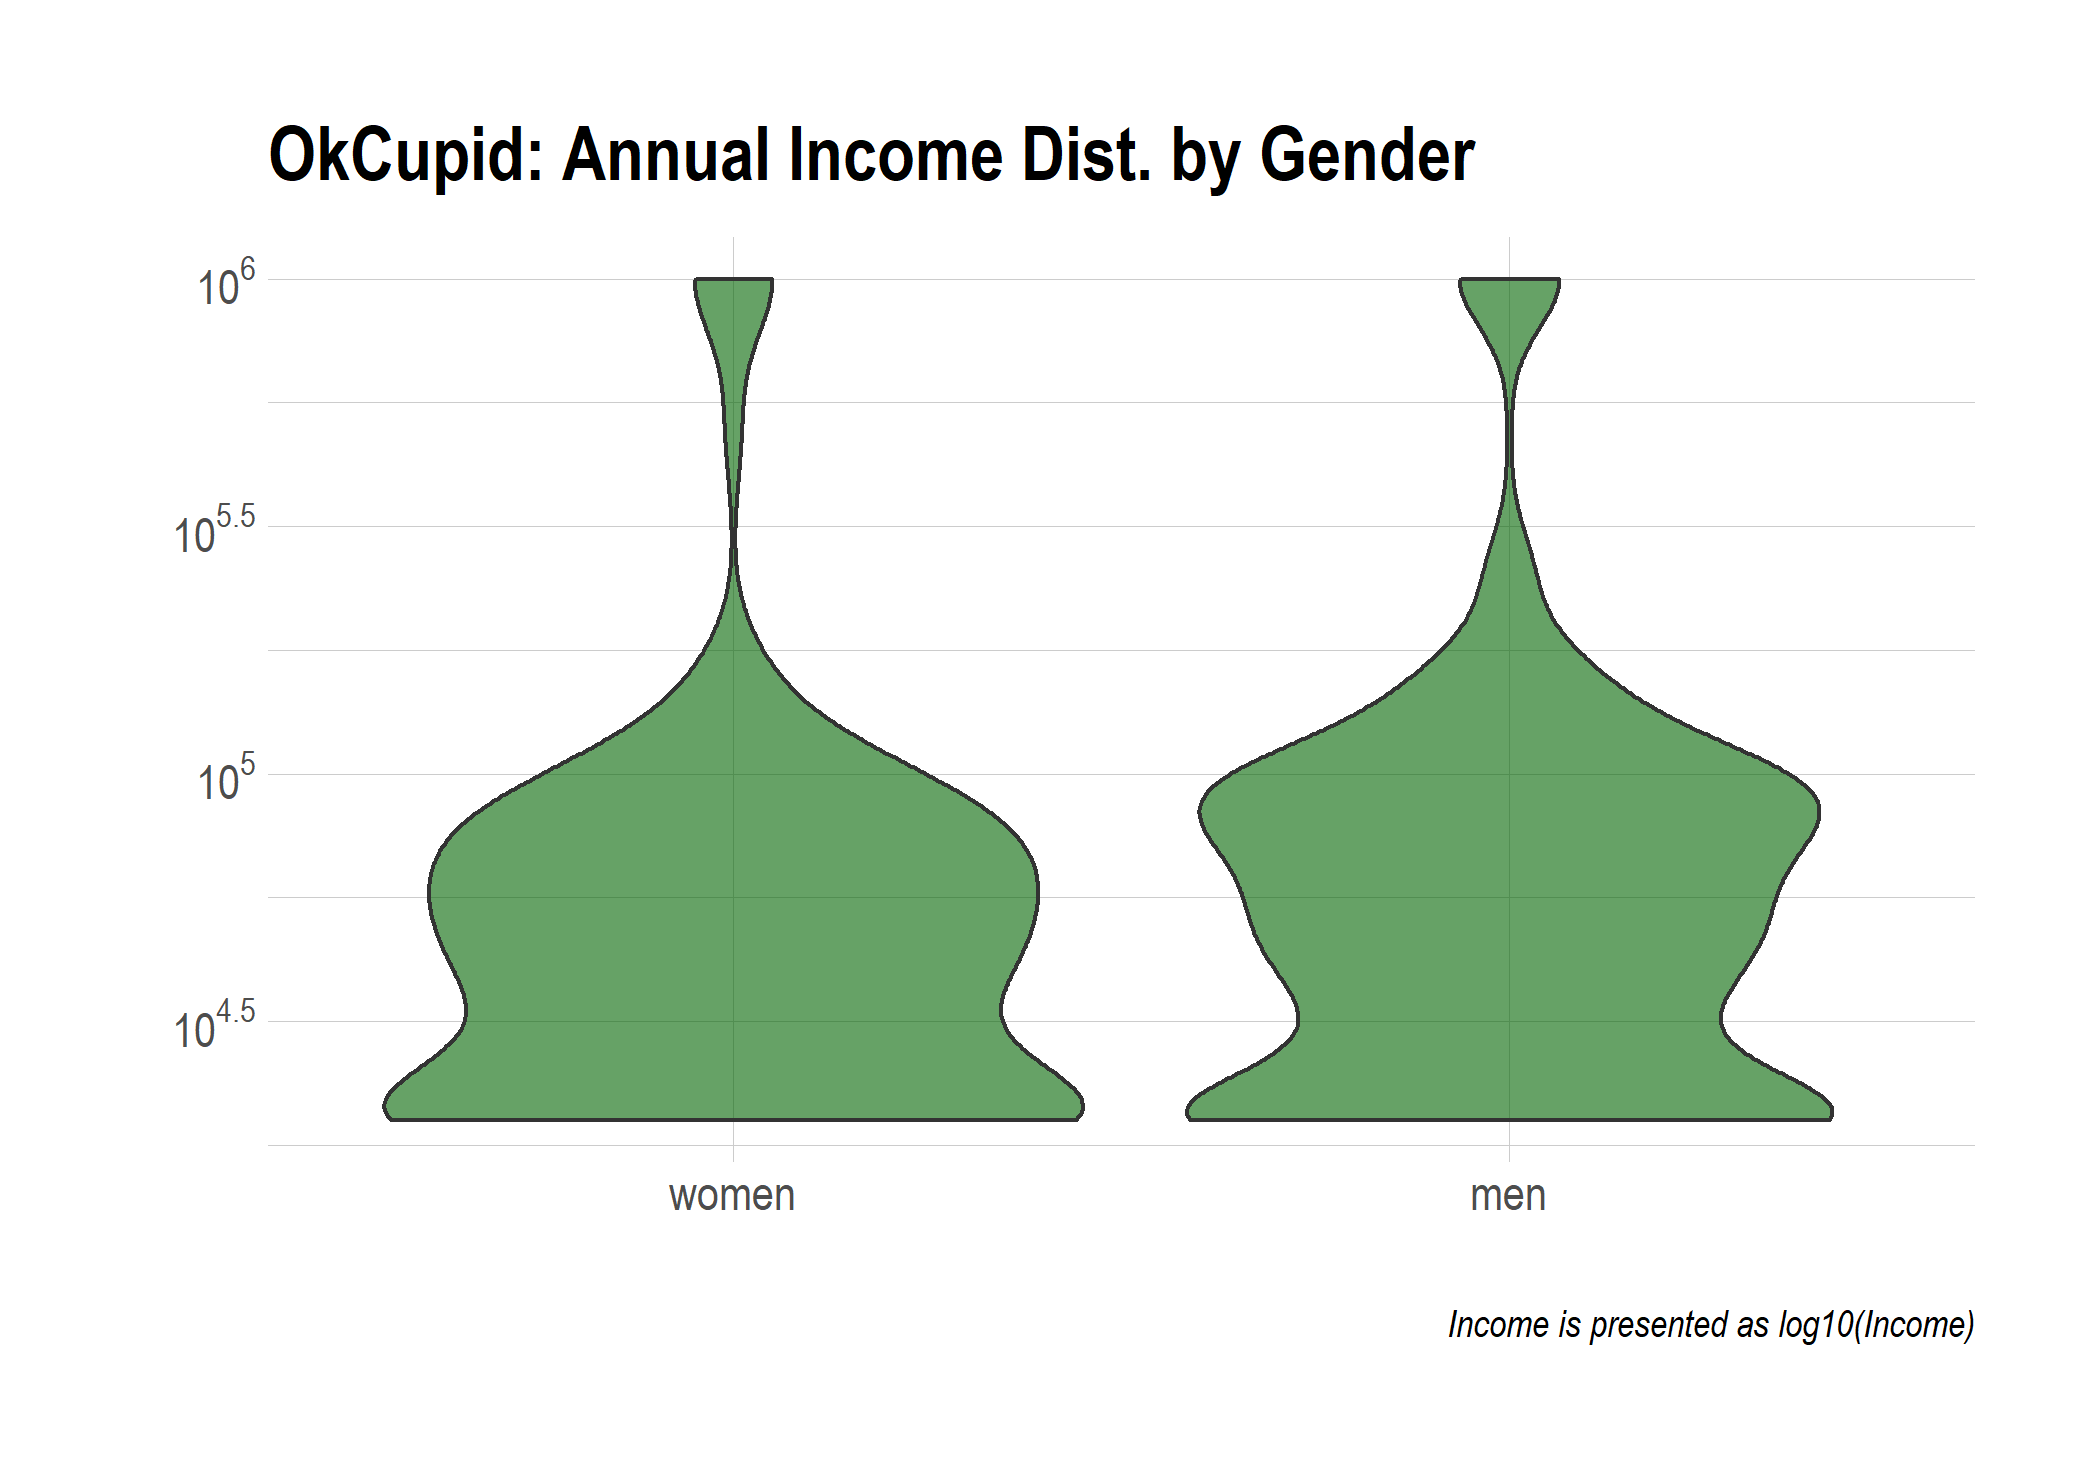 OkCupid: Annual Income Dist. by Gender
10^6
10^5.5
10^5
10^4.5
women men
Income is presented as log10(Income)